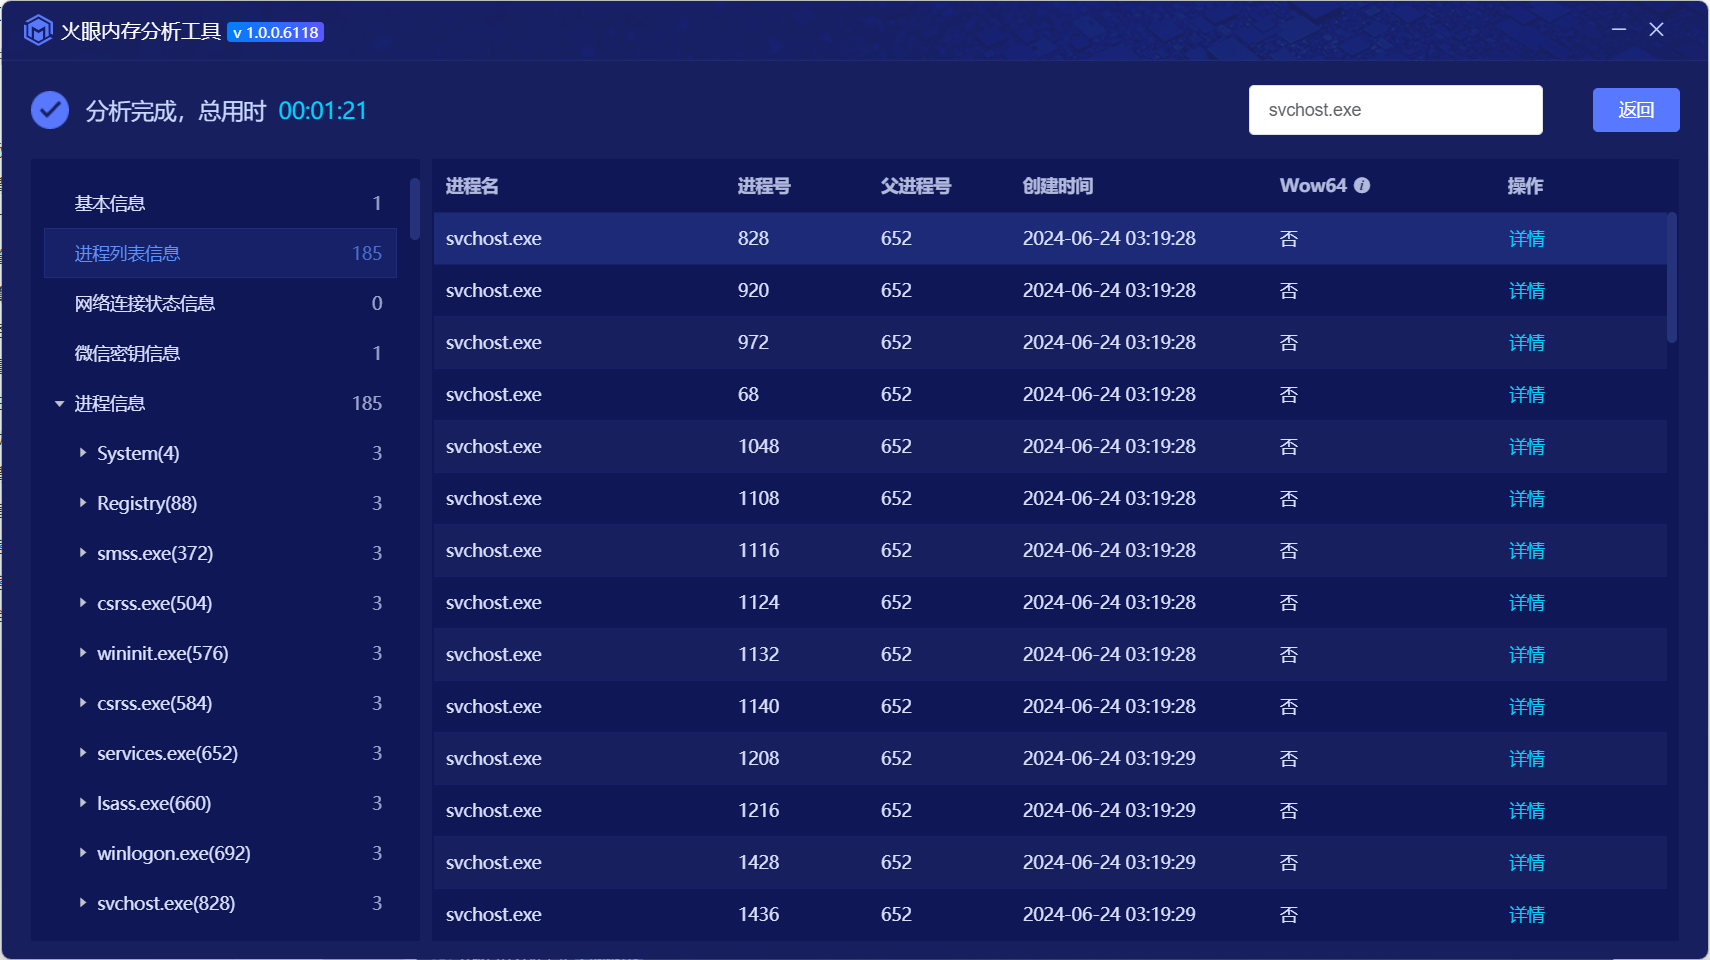 火眼内存分析工具 v 1.0.0.6118
分析完成，总用时 00:01:21
svchost.exe
返回
基本信息 1
进程列表信息 185
网络连接状态信息 0
微信密钥信息 1
进程信息 185
System(4) 3
Registry(88) 3
smss.exe(372) 3
csrss.exe(504) 3
wininit.exe(576) 3
csrss.exe(584) 3
services.exe(652) 3
lsass.exe(660) 3
winlogon.exe(692) 3
svchost.exe(828) 3
进程名 进程号 父进程号 创建时间 Wow64 操作
svchost.exe 828 652 2024-06-24 03:19:28 否 详情
svchost.exe 920 652 2024-06-24 03:19:28 否 详情
svchost.exe 972 652 2024-06-24 03:19:28 否 详情
svchost.exe 68 652 2024-06-24 03:19:28 否 详情
svchost.exe 1048 652 2024-06-24 03:19:28 否 详情
svchost.exe 1108 652 2024-06-24 03:19:28 否 详情
svchost.exe 1116 652 2024-06-24 03:19:28 否 详情
svchost.exe 1124 652 2024-06-24 03:19:28 否 详情
svchost.exe 1132 652 2024-06-24 03:19:28 否 详情
svchost.exe 1140 652 2024-06-24 03:19:28 否 详情
svchost.exe 1208 652 2024-06-24 03:19:29 否 详情
svchost.exe 1216 652 2024-06-24 03:19:29 否 详情
svchost.exe 1428 652 2024-06-24 03:19:29 否 详情
svchost.exe 1436 652 2024-06-24 03:19:29 否 详情